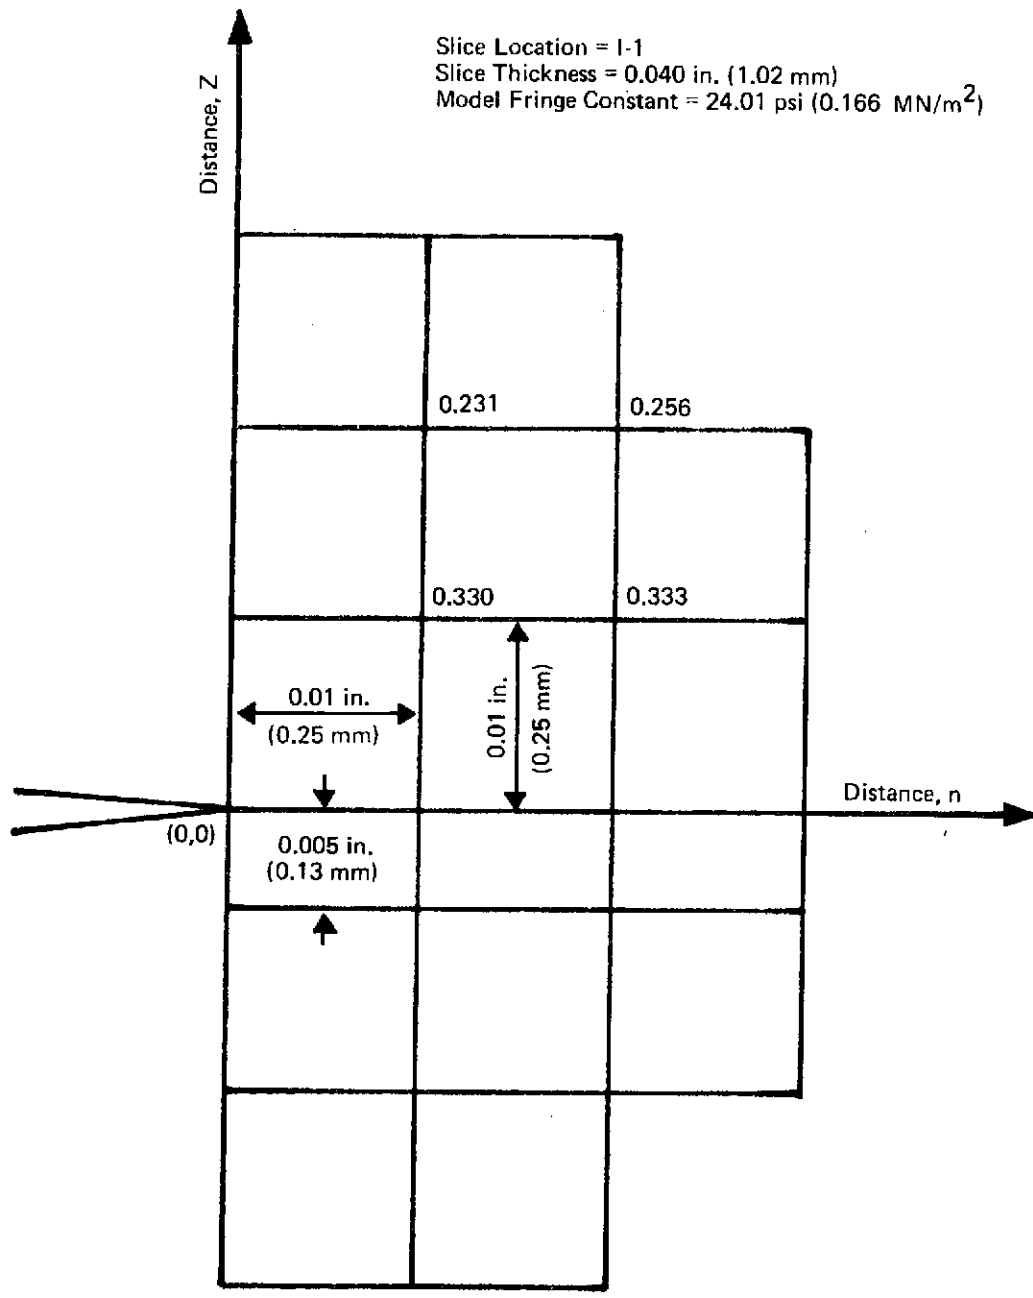 Slice Location = I-1
Slice Thickness = 0.040 in. (1.02 mm)
Model Fringe Constant = 24.01 psi (0.166 MN/m²)
Distance, Z
0.231
0.256
0.330
0.333
0.01 in.
(0.25 mm)
0.01 in.
(0.25 mm)
Distance, n
(0,0)
0.005 in.
(0.13 mm)